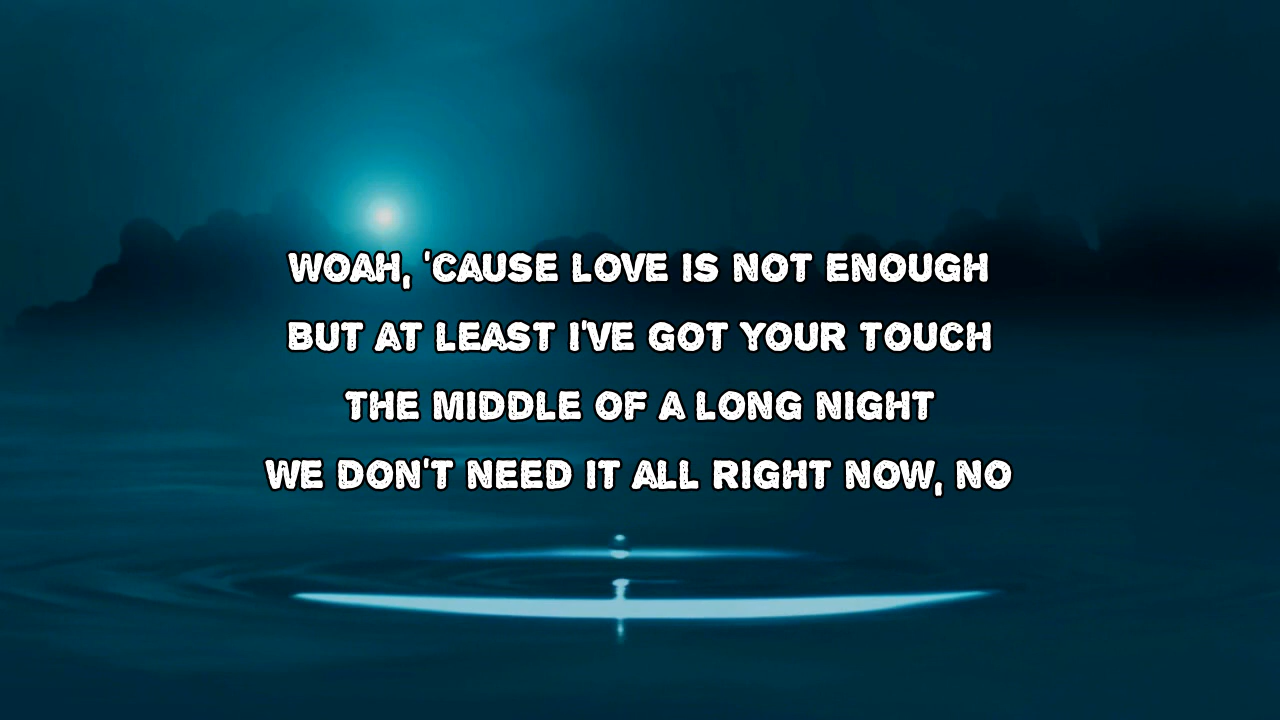 WOAH, 'CAUSE LOVE IS NOT ENOUGH
BUT AT LEAST I'VE GOT YOUR TOUCH
THE MIDDLE OF A LONG NIGHT
WE DON'T NEED IT ALL RIGHT NOW, NO